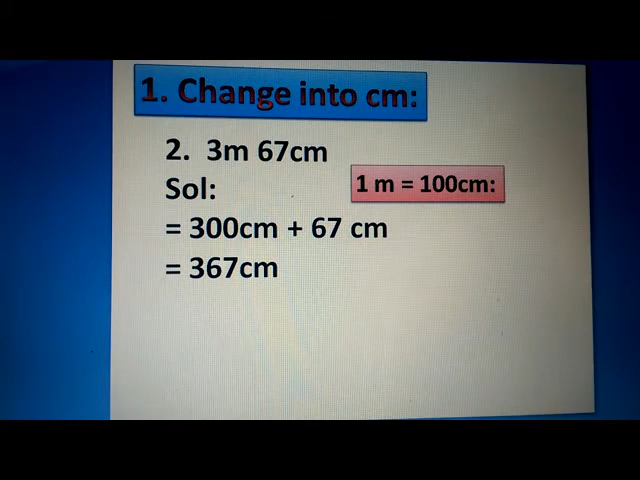 1. Change into cm:
2. 3m 67cm
Sol:
1 m = 100cm:
= 300cm + 67 cm
= 367cm